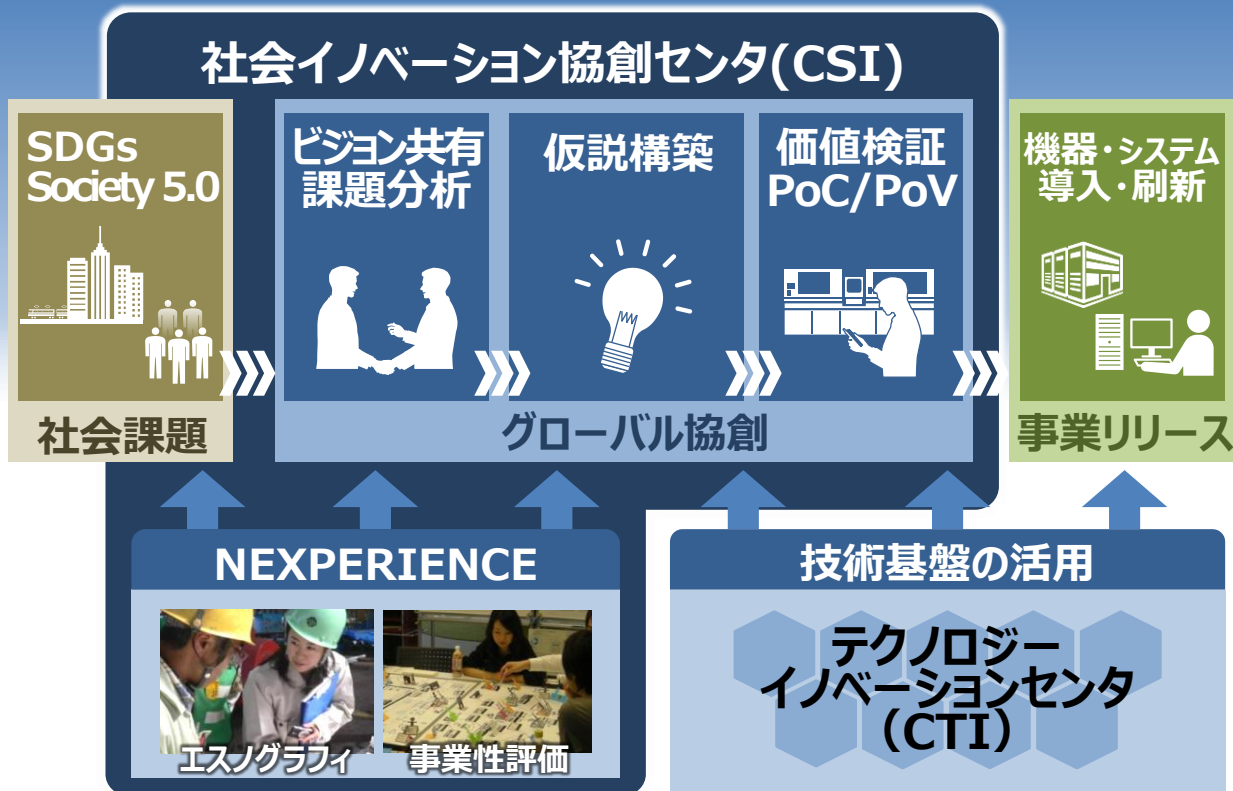 社会イノベーション協創センタ(CSI)
SDGs
Society 5.0
社会課題
ビジョン共有
課題分析
仮説構築
価値検証
PoC/PoV
グローバル協創
機器・システム
導入・刷新
事業リリース
NEXPERIENCE
エスノグラフィ
事業性評価
技術基盤の活用
テクノロジー
イノベーションセンタ
(CTI)